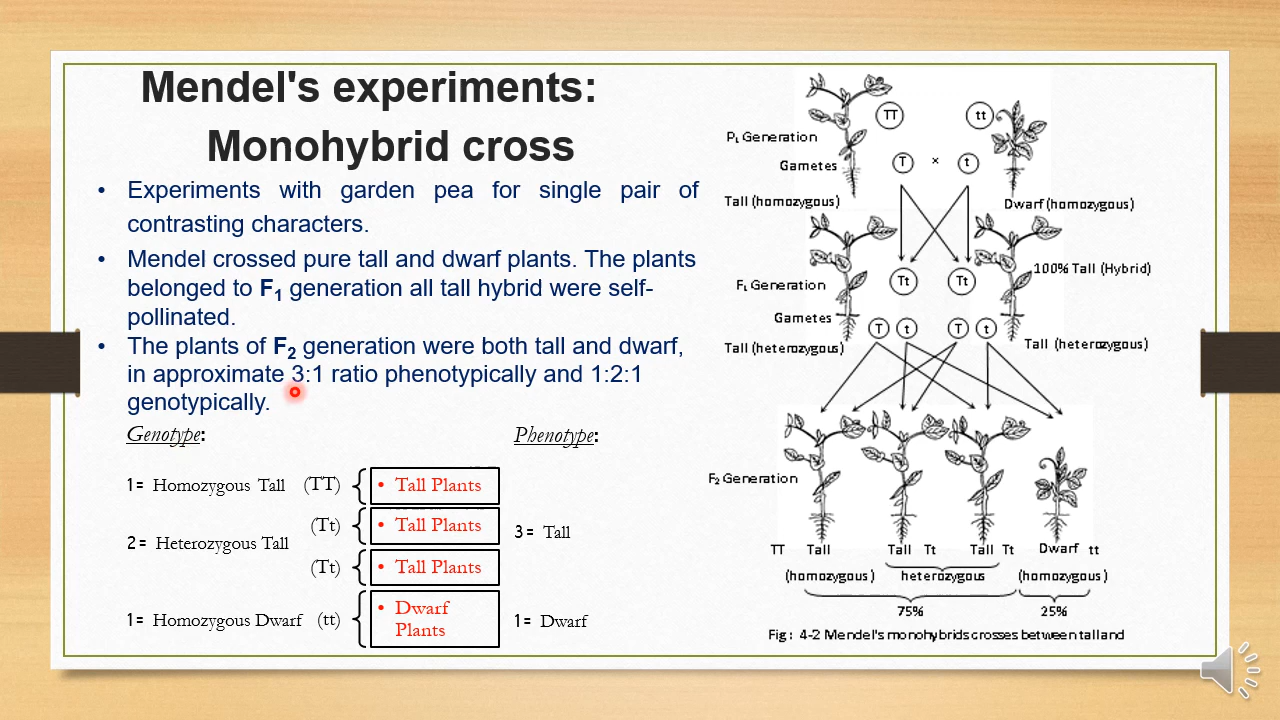 Mendel's experiments:
Monohybrid cross
• Experiments with garden pea for single pair of
contrasting characters.
• Mendel crossed pure tall and dwarf plants. The plants
belonged to F1 generation all tall hybrid were self-
pollinated.
• The plants of F2 generation were both tall and dwarf,
in approximate 3:1 ratio phenotypically and 1:2:1
genotypically.
Genotype:
Phenotype:
1= Homozygous Tall (TT) { • Tall Plants
(Tt) { • Tall Plants
2= Heterozygous Tall
3= Tall
(Tt) { • Tall Plants
1= Homozygous Dwarf (tt) { • Dwarf
Plants
1= Dwarf
TT tt
P1 Generation
Gametes T × t
Tall (homozygous) Dwarf (homozygous)
100% Tall (Hybrid)
F1 Generation Tt Tt
Gametes T t T t
Tall (heterozygous) Tall (heterozygous)
F2 Generation
TT Tall Tall Tt Tall Tt Dwarf tt
(homozygous) heterozygous (homozygous)
75% 25%
Fig : 4-2 Mendel's monohybrids crosses between talland